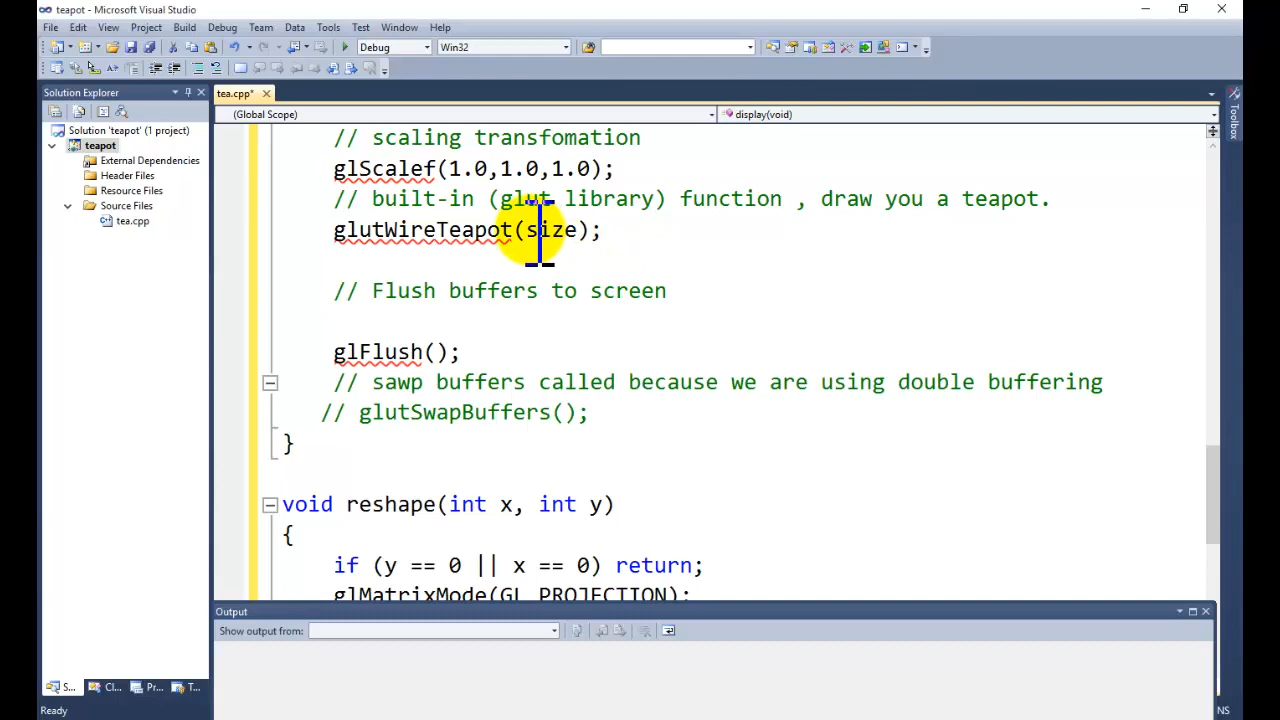 teapot - Microsoft Visual Studio
File Edit View Project Build Debug Team Data Tools Test Window Help
Debug Win32
Solution Explorer
tea.cpp*
(Global Scope) display(void)
Toolbox
Solution 'teapot' (1 project)
teapot
External Dependencies
Header Files
Resource Files
Source Files
tea.cpp
// scaling transfomation
glScalef(1.0,1.0,1.0);
// built-in (glut library) function , draw you a teapot.
glutWireTeapot(size);
// Flush buffers to screen
glFlush();
// sawp buffers called because we are using double buffering
// glutSwapBuffers();
}
void reshape(int x, int y)
{
if (y == 0 || x == 0) return;
glMatrixMode(GL_PROJECTION);
Output
Show output from:
S... Cl... Pr... T...
Ready
NS